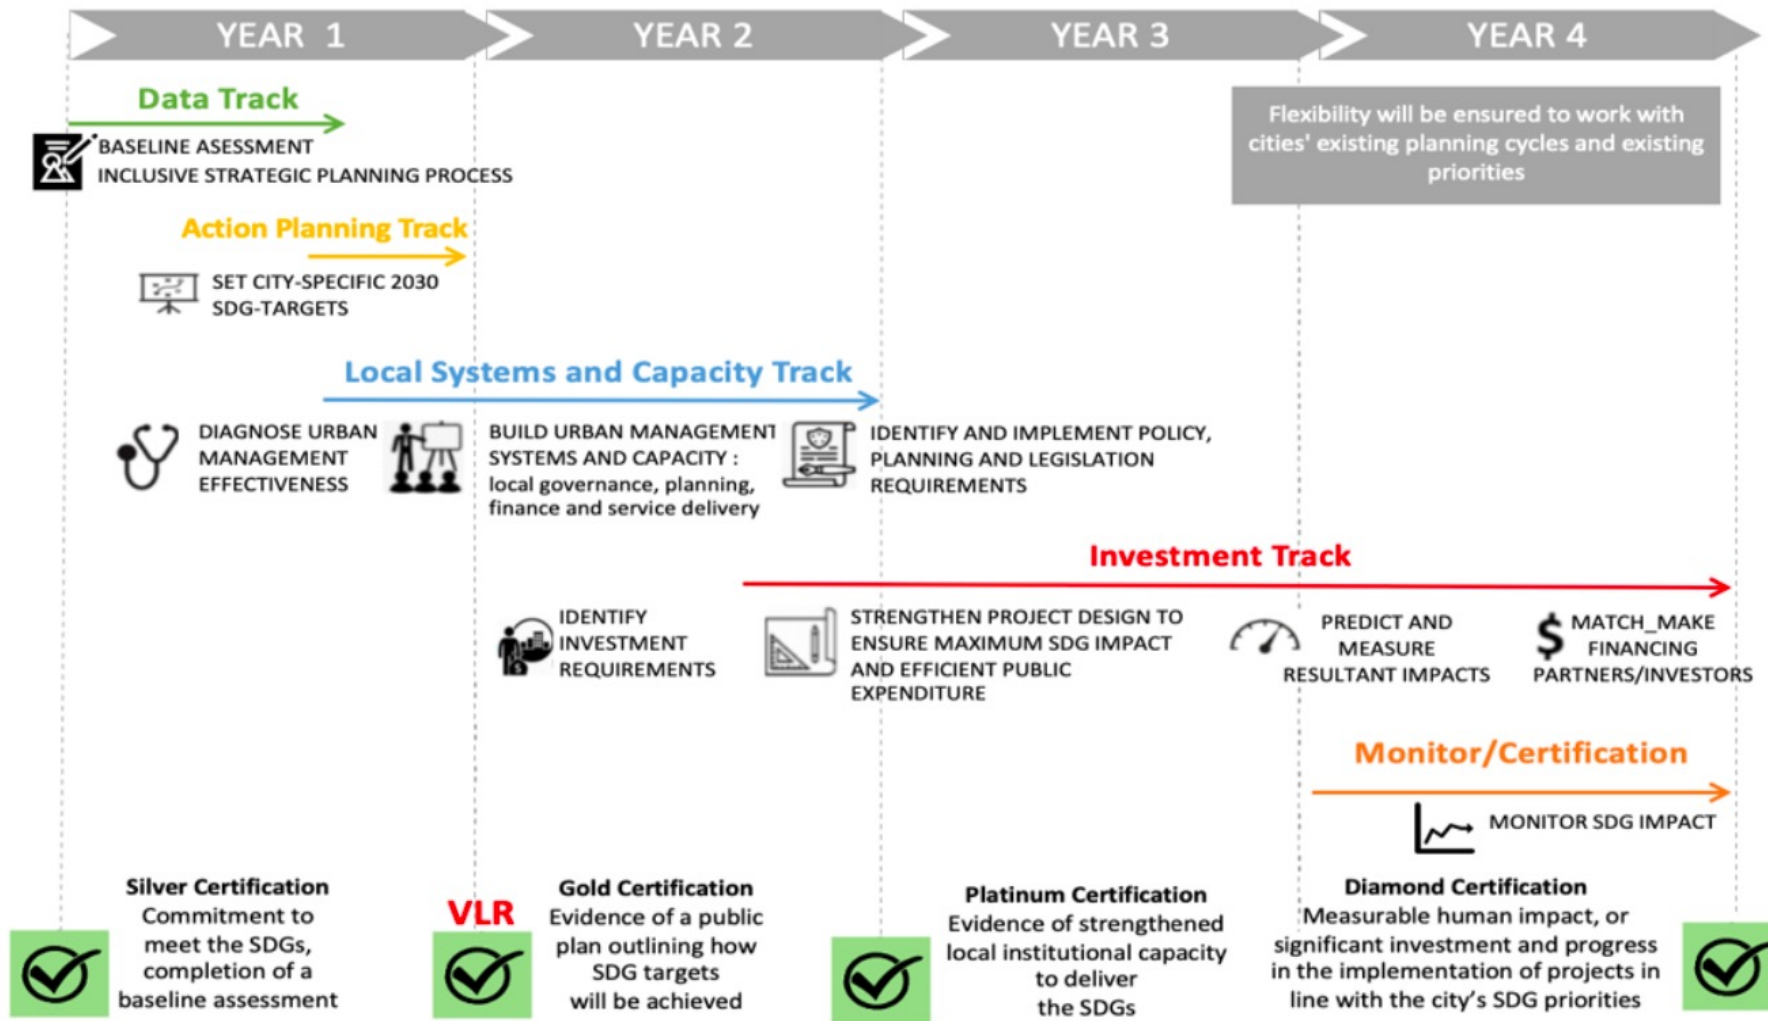 YEAR 1
YEAR 2
YEAR 3
YEAR 4
Data Track
BASELINE ASESSMENT
INCLUSIVE STRATEGIC PLANNING PROCESS
Flexibility will be ensured to work with
cities' existing planning cycles and existing
priorities
Action Planning Track
SET CITY-SPECIFIC 2030
SDG-TARGETS
Local Systems and Capacity Track
DIAGNOSE URBAN
MANAGEMENT
EFFECTIVENESS
BUILD URBAN MANAGEMENT
SYSTEMS AND CAPACITY :
local governance, planning,
finance and service delivery
IDENTIFY AND IMPLEMENT POLICY,
PLANNING AND LEGISLATION
REQUIREMENTS
Investment Track
IDENTIFY
INVESTMENT
REQUIREMENTS
STRENGTHEN PROJECT DESIGN TO
ENSURE MAXIMUM SDG IMPACT
AND EFFICIENT PUBLIC
EXPENDITURE
PREDICT AND
MEASURE
RESULTANT IMPACTS
$ MATCH_MAKE
FINANCING
PARTNERS/INVESTORS
Monitor/Certification
MONITOR SDG IMPACT
Silver Certification
Commitment to
meet the SDGs,
completion of a
baseline assessment
VLR
Gold Certification
Evidence of a public
plan outlining how
SDG targets
will be achieved
Platinum Certification
Evidence of strengthened
local institutional capacity
to deliver
the SDGs
Diamond Certification
Measurable human impact, or
significant investment and progress
in the implementation of projects in
line with the city's SDG priorities